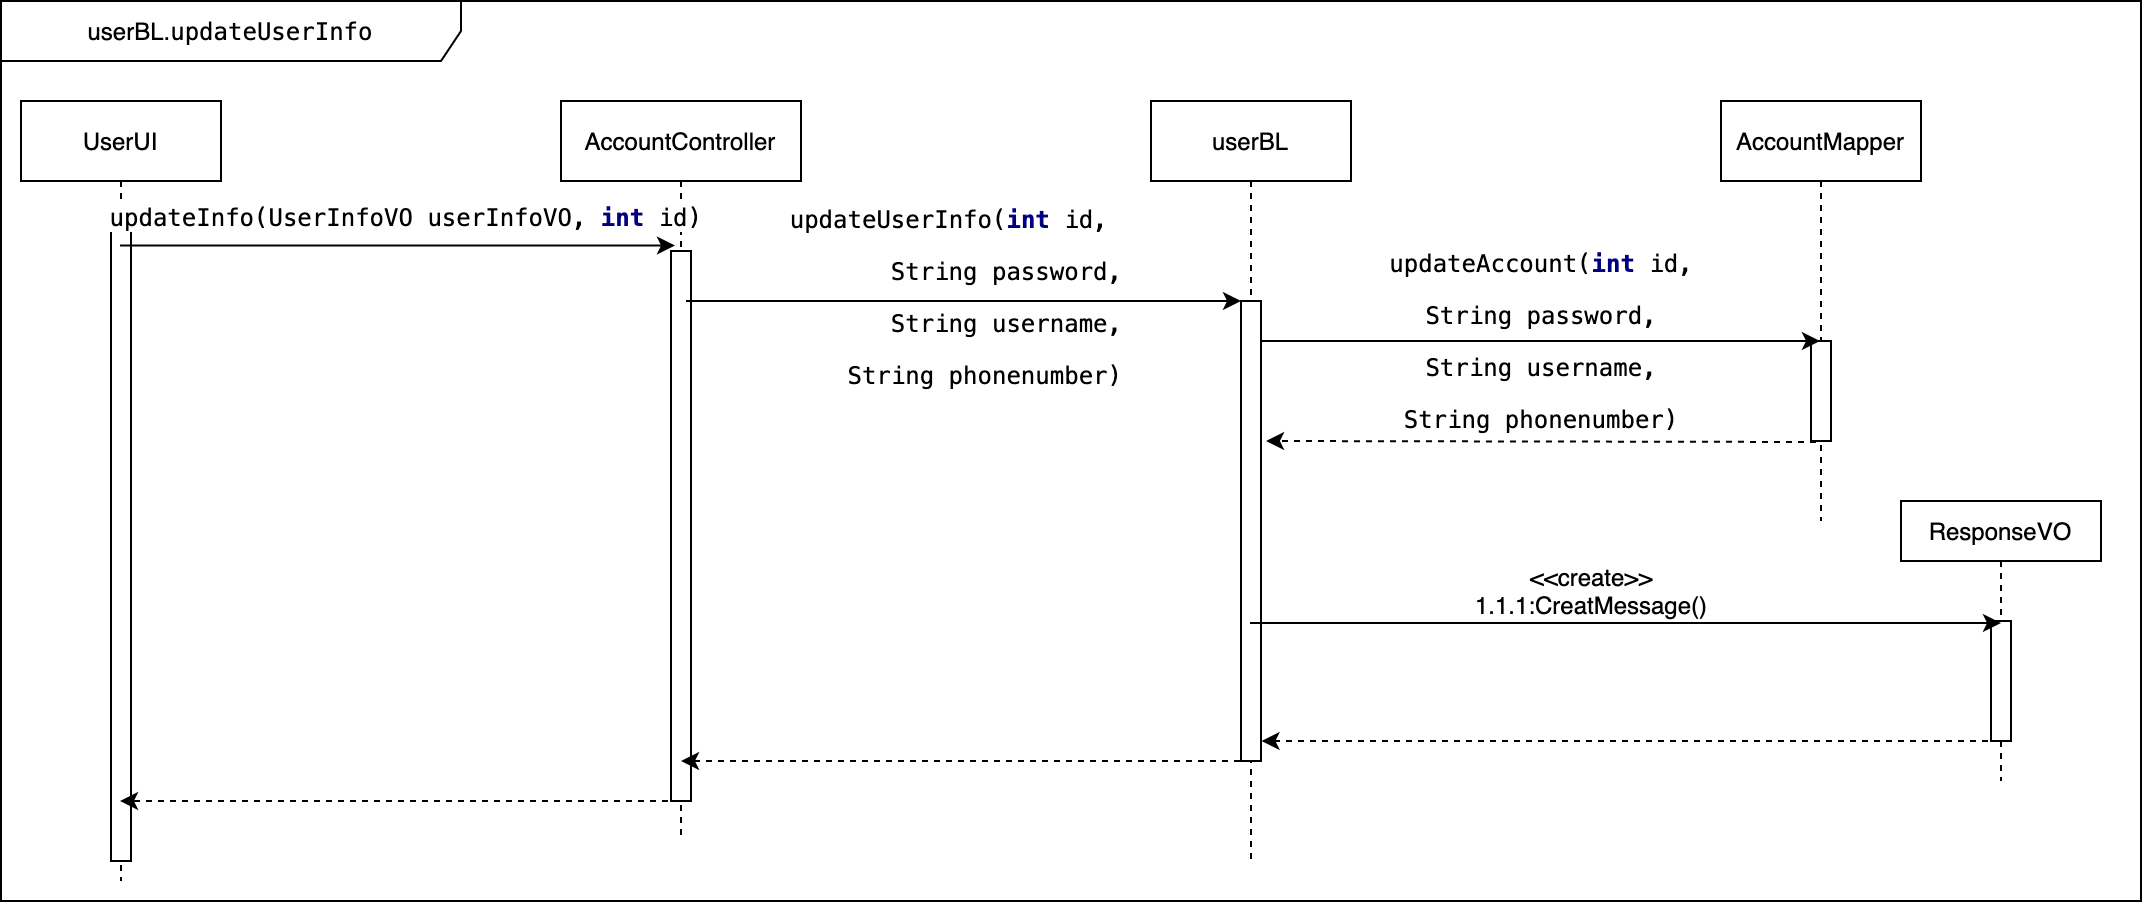 userBL.updateUserInfo
UserUI
AccountController
userBL
AccountMapper
updateInfo(UserInfoVO userInfoVO, int id)
updateUserInfo(int id,
String password,
String username,
String phonenumber)
updateAccount(int id,
String password,
String username,
String phonenumber)
ResponseVO
<<create>>
1.1.1:CreatMessage()